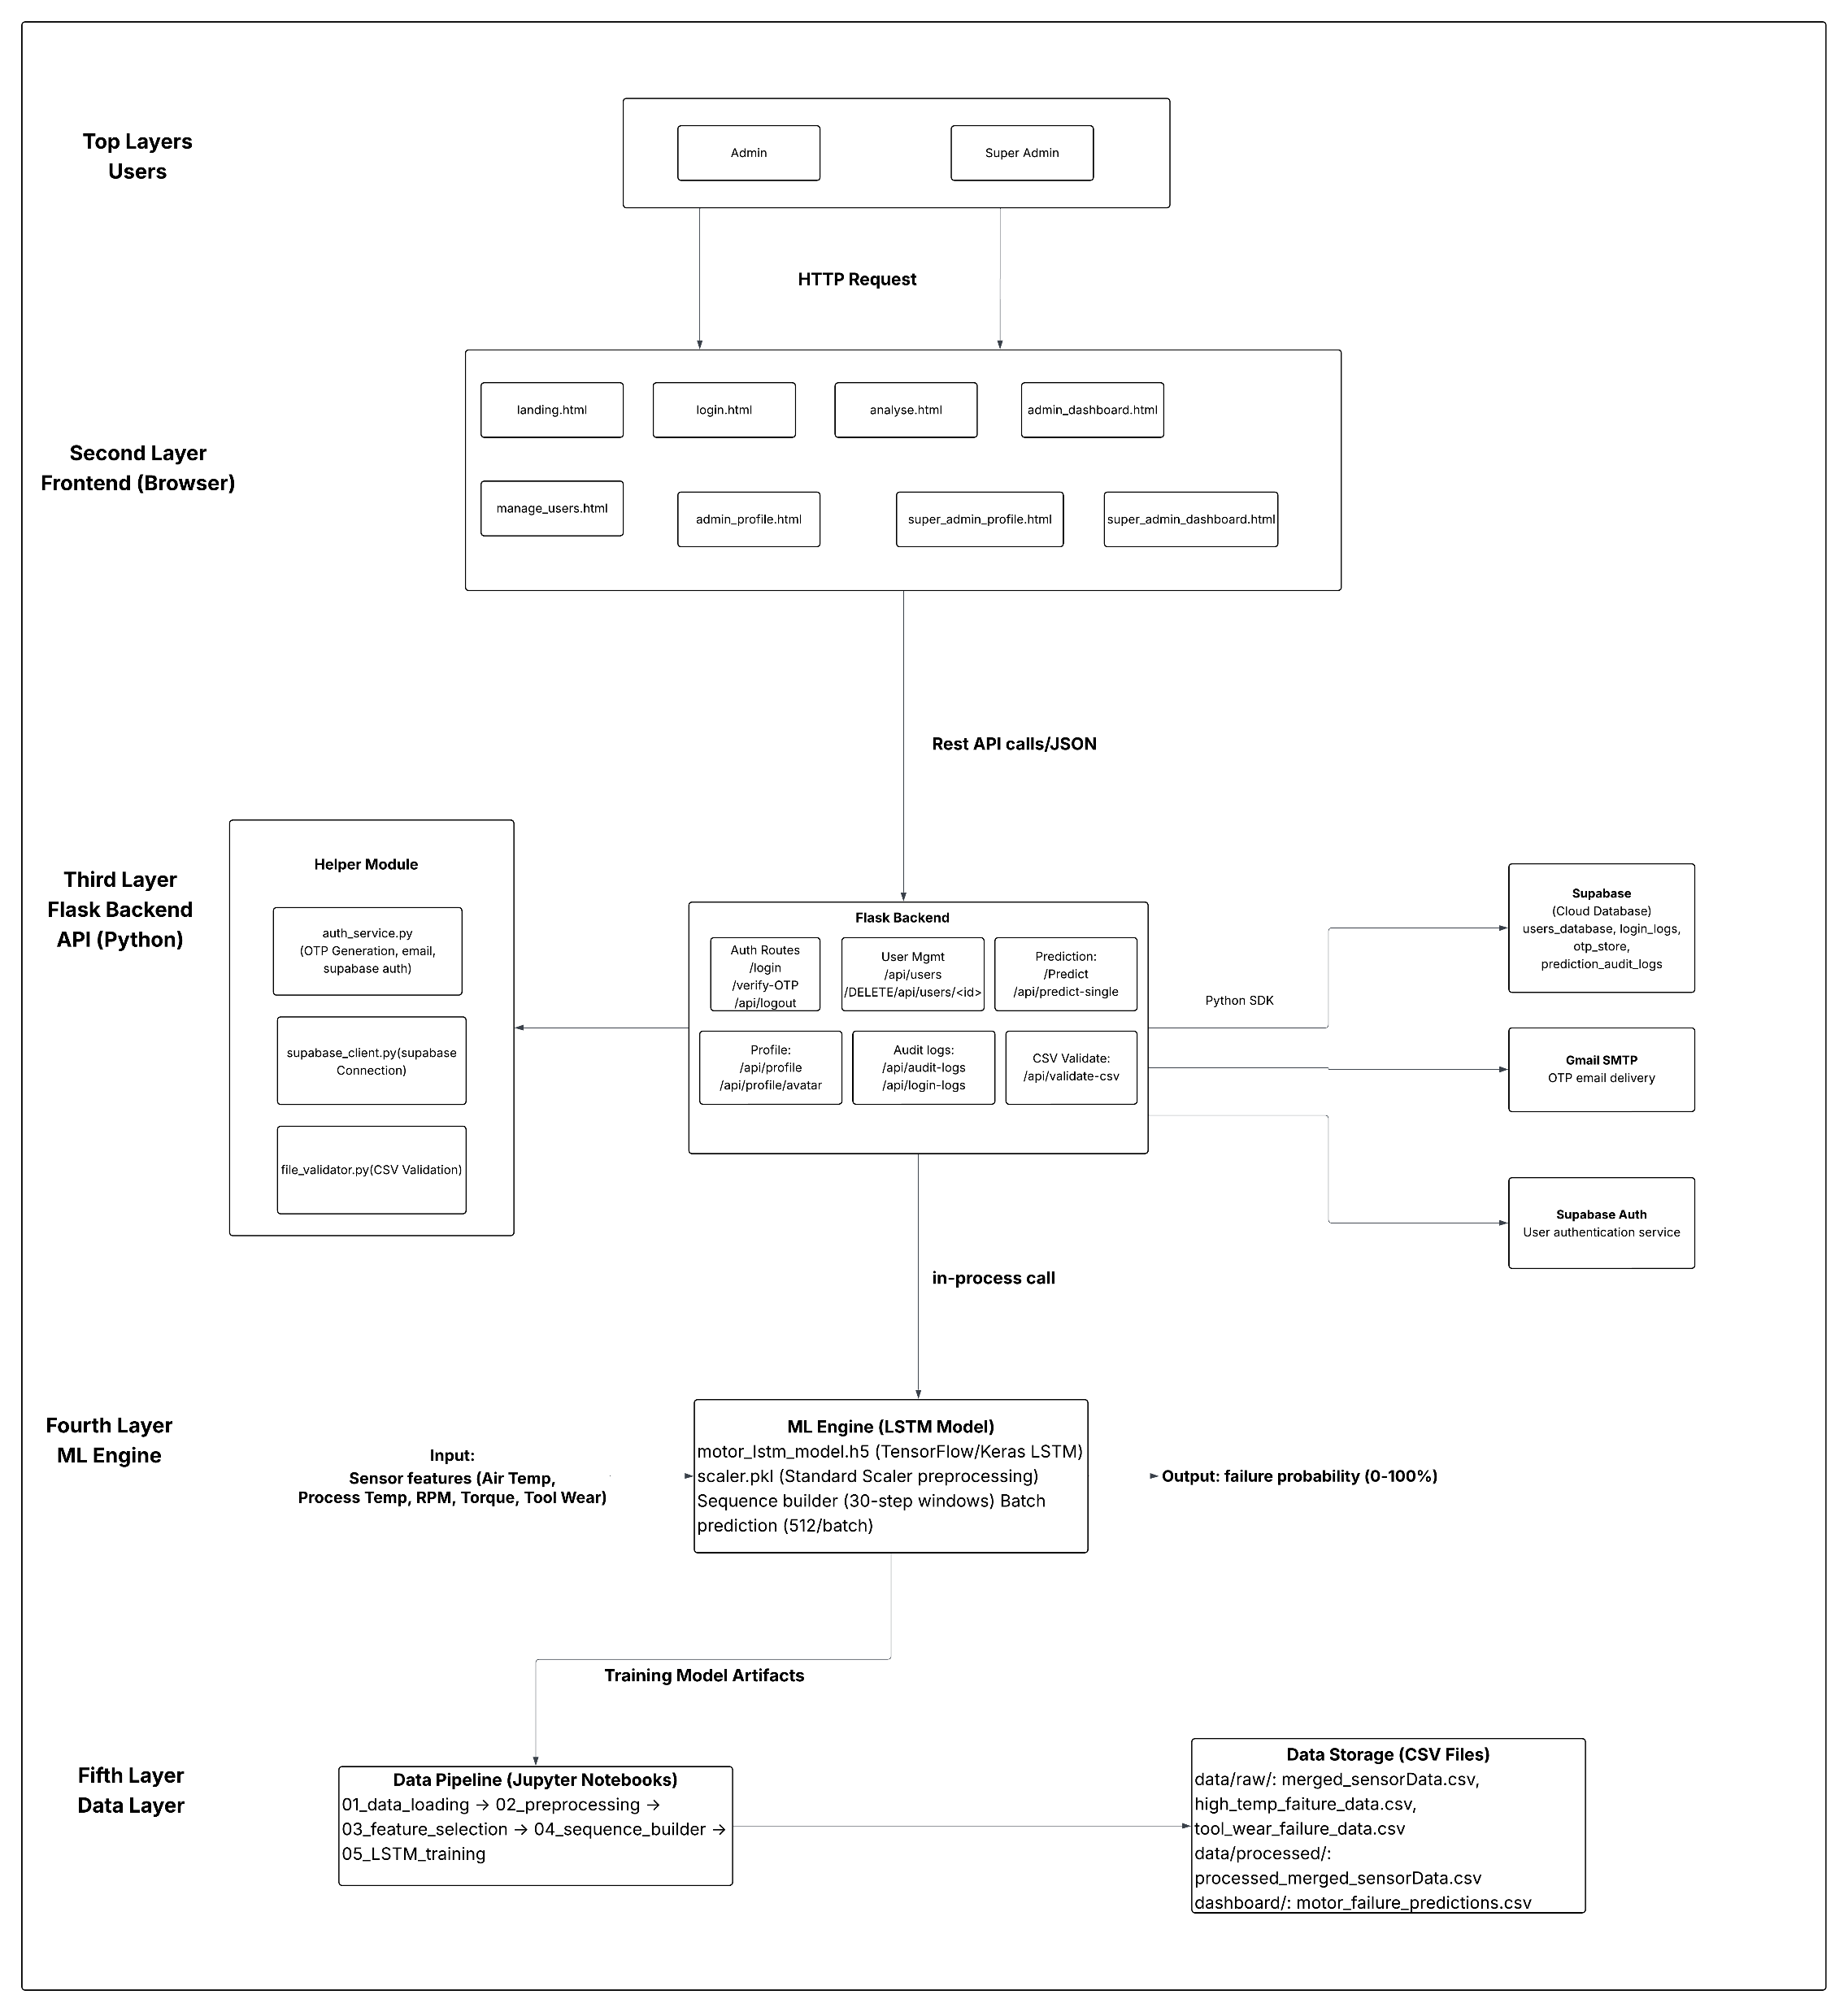 Top Layers
Users
Admin
Super Admin
HTTP Request
Second Layer
Frontend (Browser)
landing.html
login.html
analyse.html
admin_dashboard.html
manage_users.html
admin_profile.html
super_admin_profile.html
super_admin_dashboard.html
Rest API calls/JSON
Third Layer
Flask Backend
API (Python)
Helper Module
auth_service.py
(OTP Generation, email,
supabase auth)
supabase_client.py(supabase
Connection)
file_validator.py(CSV Validation)
Flask Backend
Auth Routes
/login
/verify-OTP
/api/logout
User Mgmt
/api/users
/DELETE/api/users/<id>
Prediction:
/Predict
/api/predict-single
Profile:
/api/profile
/api/profile/avatar
Audit logs:
/api/audit-logs
/api/login-logs
CSV Validate:
/api/validate-csv
Python SDK
Supabase
(Cloud Database)
users_database, login_logs,
otp_store,
prediction_audit_logs
Gmail SMTP
OTP email delivery
Supabase Auth
User authentication service
in-process call
Fourth Layer
ML Engine
Input:
Sensor features (Air Temp,
Process Temp, RPM, Torque, Tool Wear)
ML Engine (LSTM Model)
motor_lstm_model.h5 (TensorFlow/Keras LSTM)
scaler.pkl (Standard Scaler preprocessing)
Sequence builder (30-step windows) Batch
prediction (512/batch)
Output: failure probability (0-100%)
Training Model Artifacts
Fifth Layer
Data Layer
Data Pipeline (Jupyter Notebooks)
01_data_loading → 02_preprocessing →
03_feature_selection → 04_sequence_builder →
05_LSTM_training
Data Storage (CSV Files)
data/raw/: merged_sensorData.csv,
high_temp_faiture_data.csv,
tool_wear_failure_data.csv
data/processed/:
processed_merged_sensorData.csv
dashboard/: motor_failure_predictions.csv